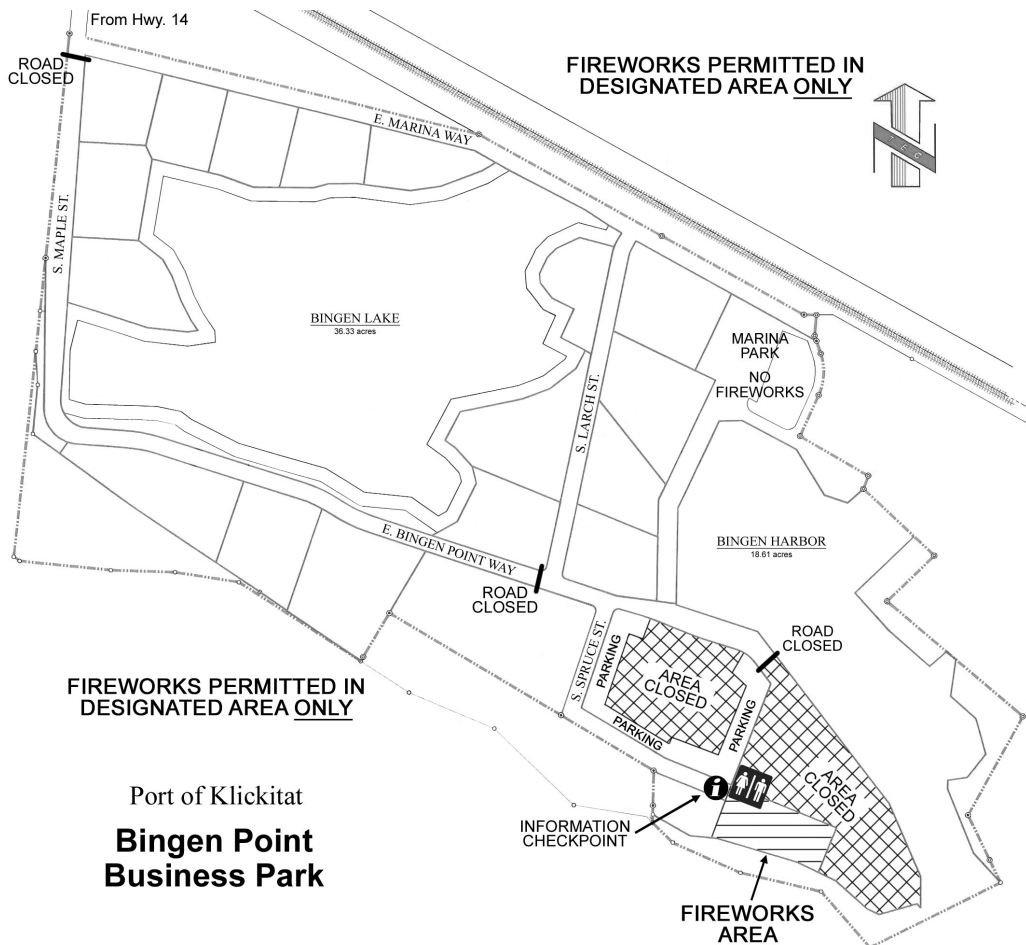 From Hwy. 14
ROAD
CLOSED
FIREWORKS PERMITTED IN
DESIGNATED AREA ONLY
T E C
E. MARINA WAY
S. MAPLE ST.
BINGEN LAKE
36.33 acres
MARINA
PARK
NO
FIREWORKS
S. LARCH ST.
E. BINGEN POINT WAY
BINGEN HARBOR
18.61 acres
ROAD
CLOSED
S. SPRUCE ST.
PARKING
AREA
CLOSED
ROAD
CLOSED
PARKING
PARKING
FIREWORKS PERMITTED IN
DESIGNATED AREA ONLY
AREA
CLOSED
i
INFORMATION
CHECKPOINT
Port of Klickitat
Bingen Point
Business Park
FIREWORKS
AREA